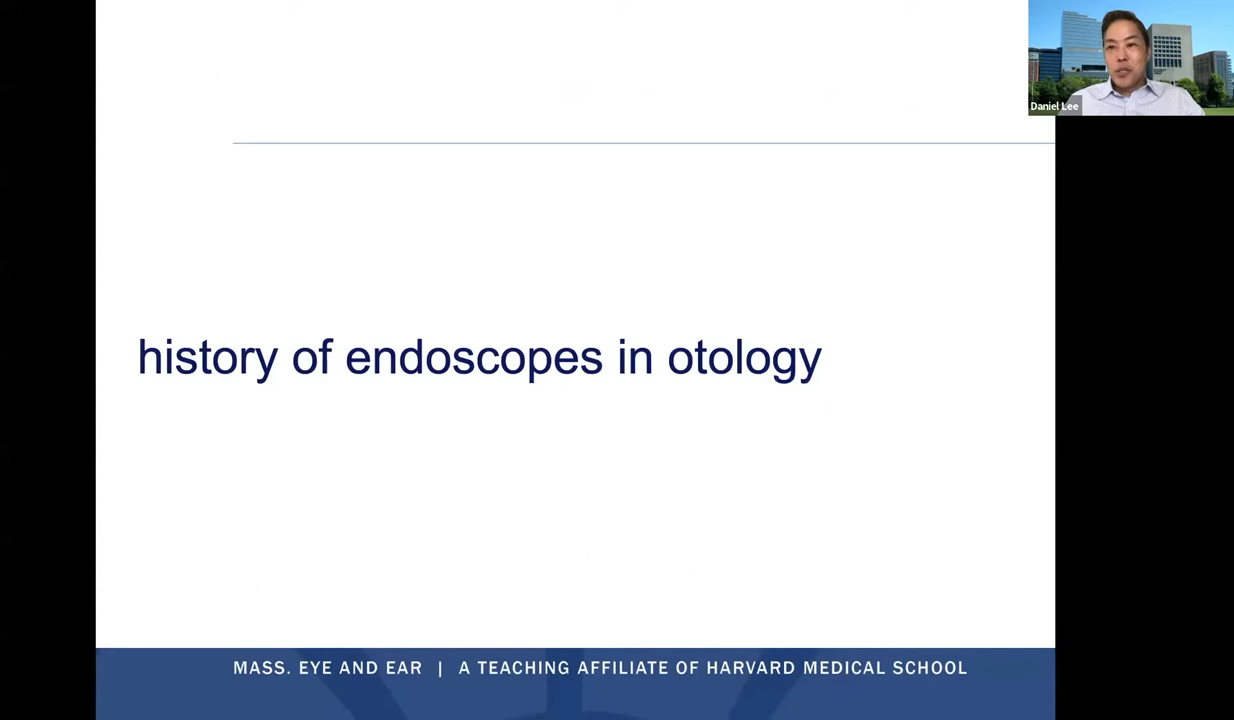 Daniel Lee
history of endoscopes in otology
MASS. EYE AND EAR | A TEACHING AFFILIATE OF HARVARD MEDICAL SCHOOL